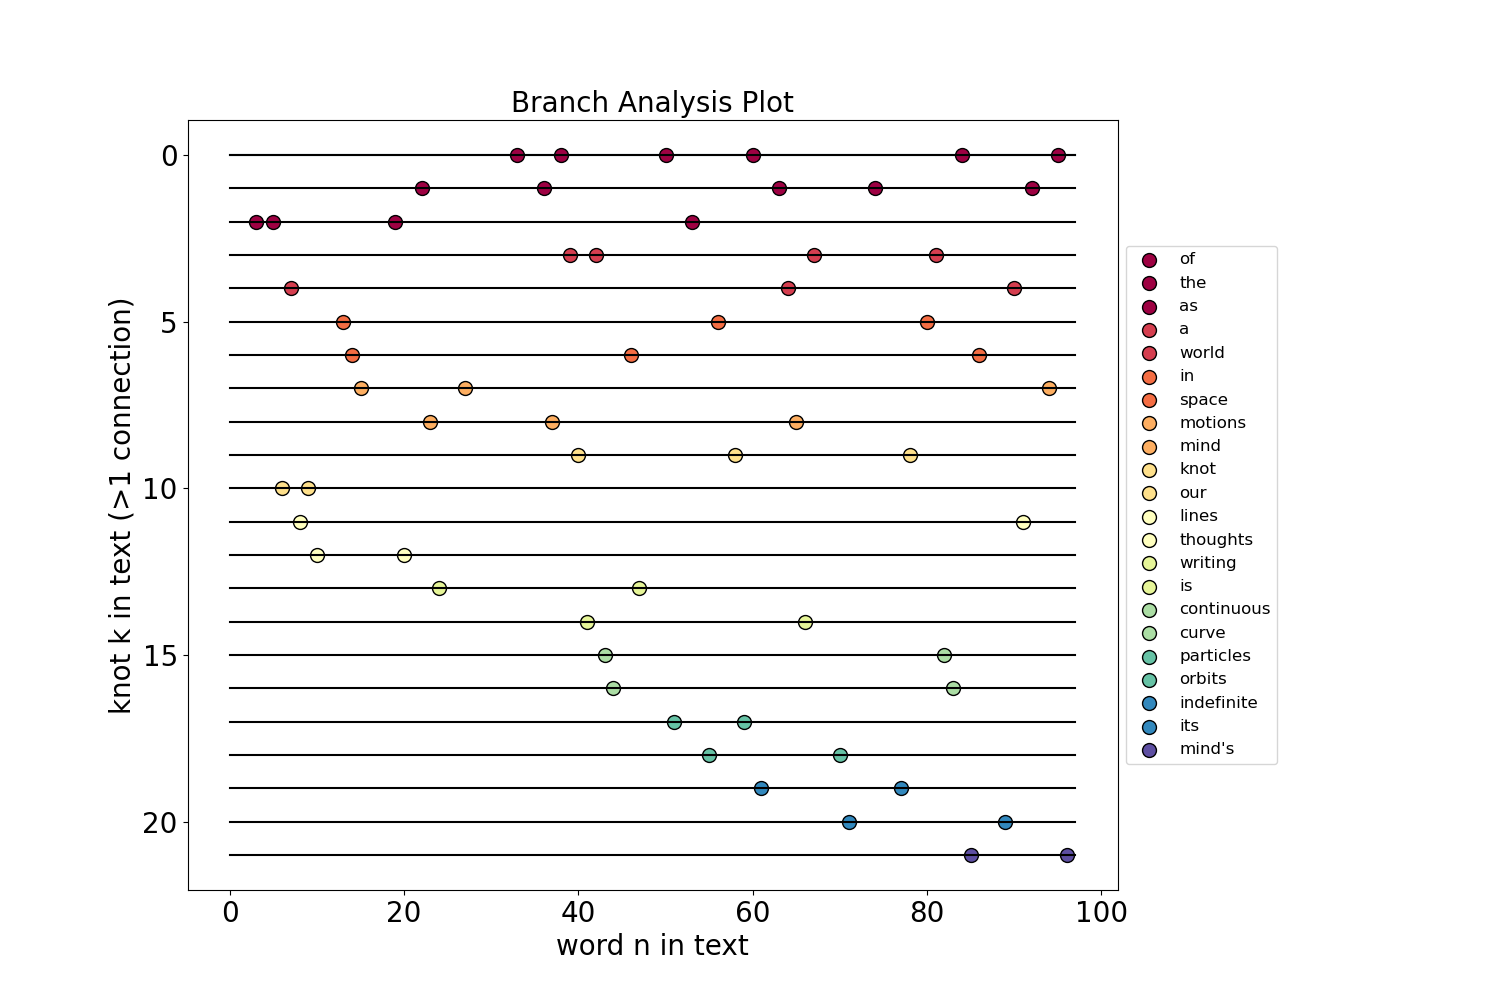 Branch Analysis Plot
0
5
10
15
20
knot k in text (>1 connection)
0 20 40 60 80 100
word n in text
of
the
as
a
world
in
space
motions
mind
knot
our
lines
thoughts
writing
is
continuous
curve
particles
orbits
indefinite
its
mind's